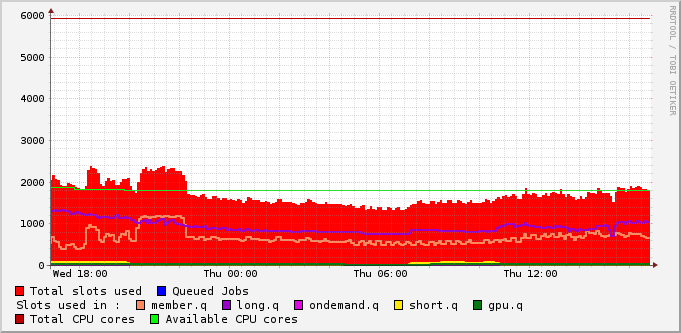 RRDTOOL / TOBI OETIKER
6000
5000
4000
3000
2000
1000
0
Wed 18:00 Thu 00:00 Thu 06:00 Thu 12:00
Total slots used Queued Jobs
Slots used in : member.q long.q ondemand.q short.q gpu.q
Total CPU cores Available CPU cores